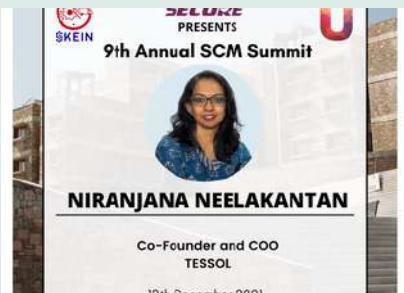 SKEIN
SECURE
PRESENTS
9th Annual SCM Summit
NIRANJANA NEELAKANTAN
Co-Founder and COO
TESSOL